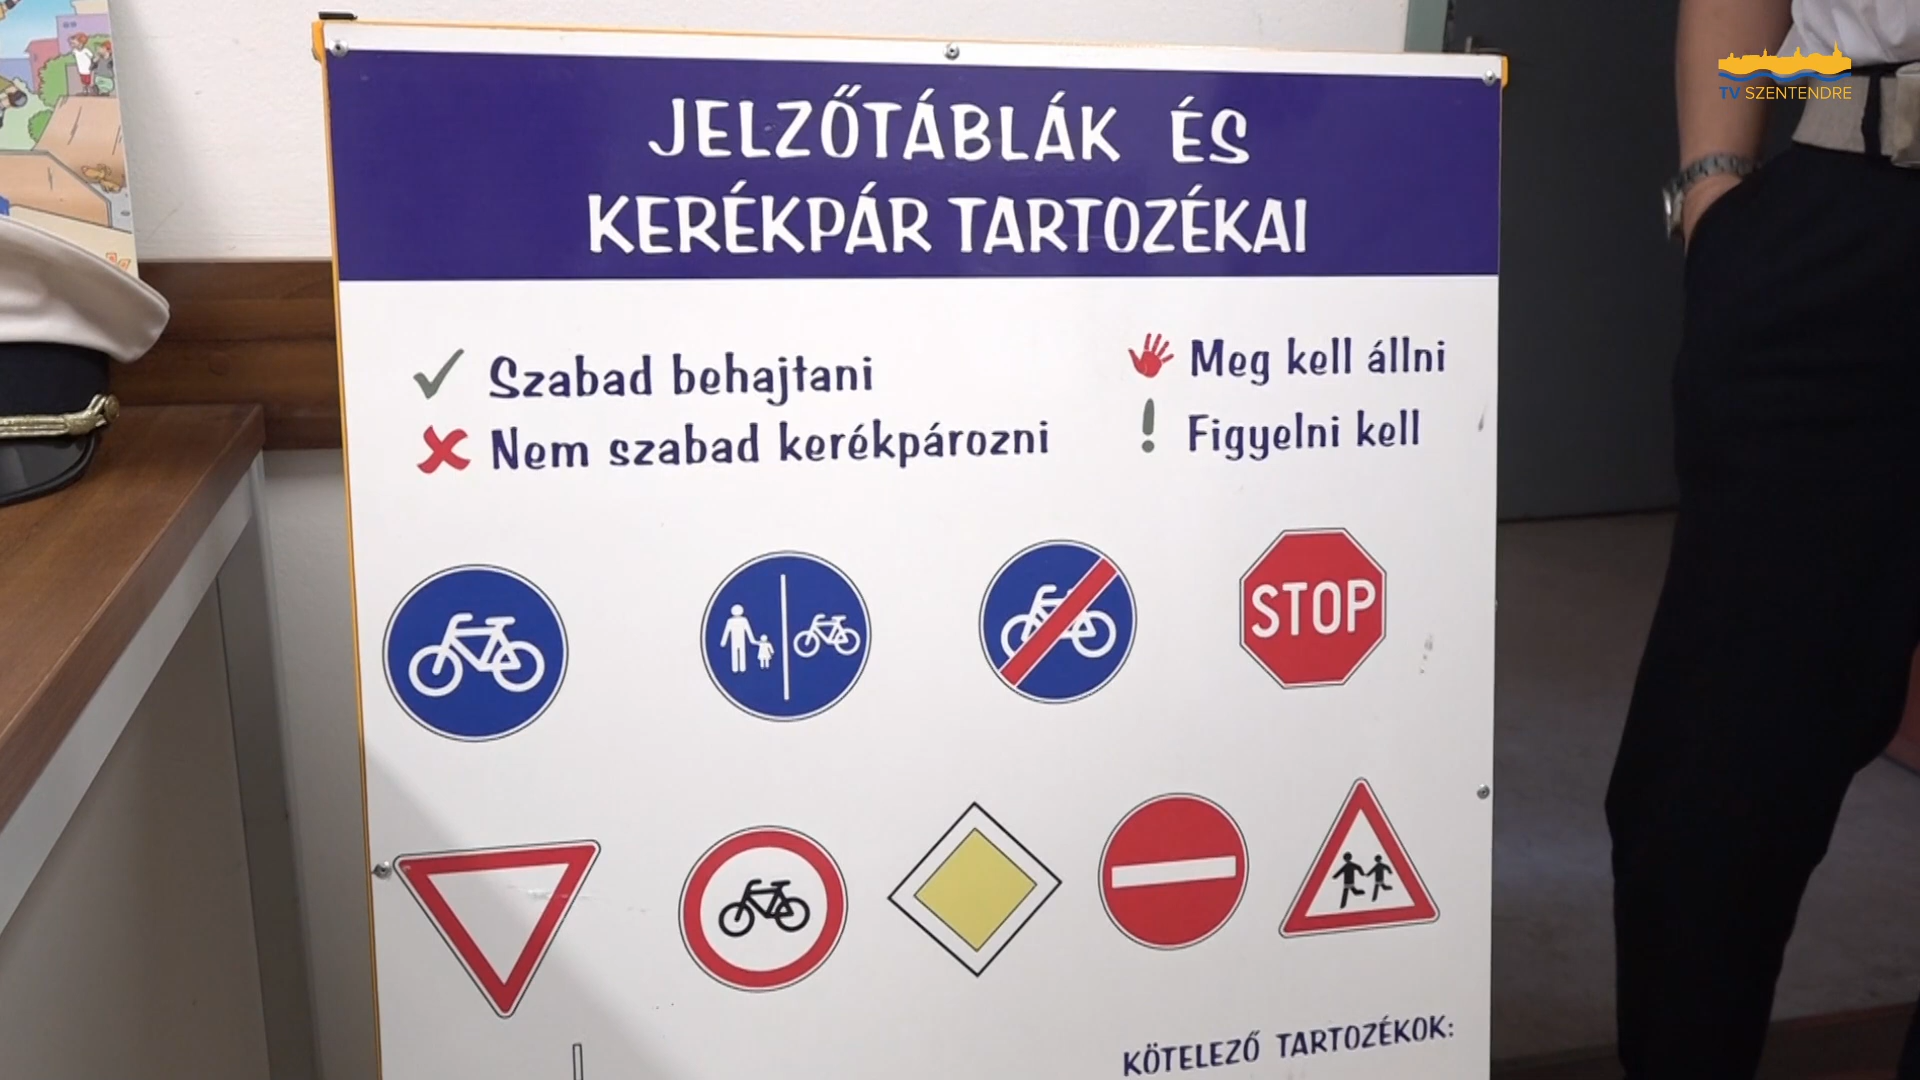 JELZŐTÁBLÁK ÉS
KERÉKPÁR TARTOZÉKAI
Szabad behajtani
Nem szabad kerékpározni
Meg kell állni
Figyelni kell
STOP
KÖTELEZŐ TARTOZÉKOK:
TV SZENTENDRE